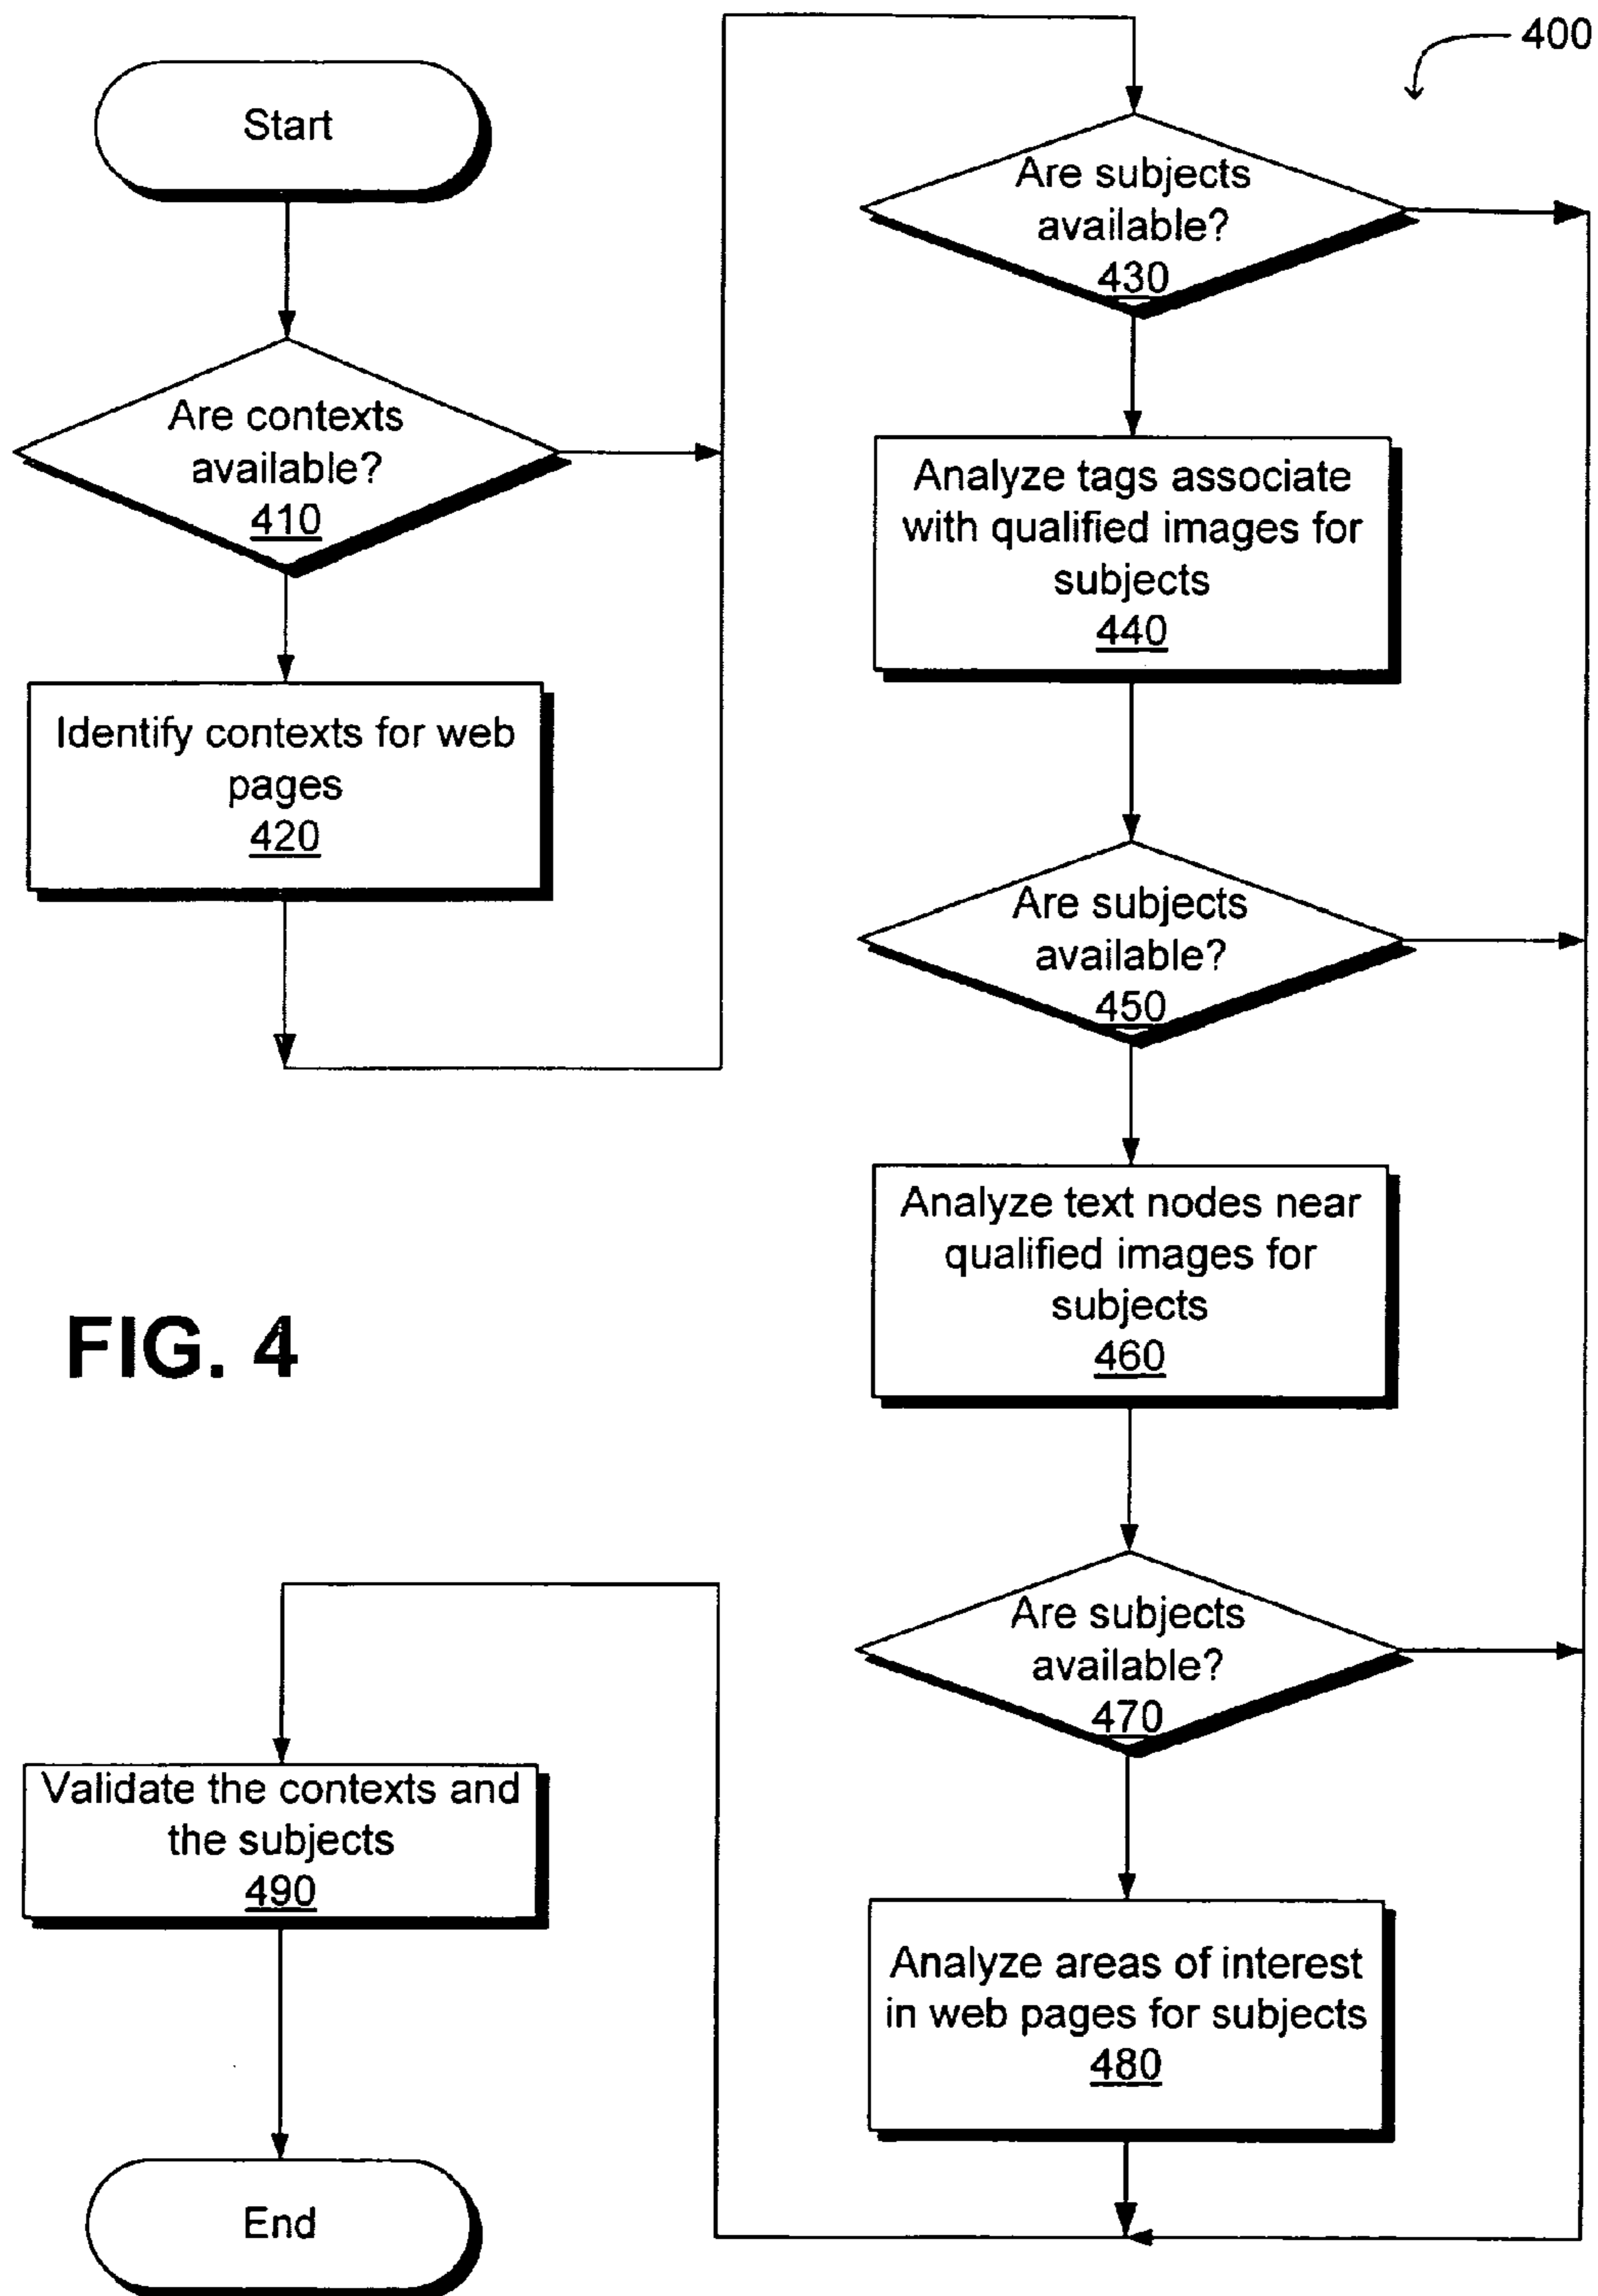 400
Start
Are contexts
available?
410
Identify contexts for web
pages
420
Are subjects
available?
430
Analyze tags associate
with qualified images for
subjects
440
Are subjects
available?
450
Analyze text nodes near
qualified images for
subjects
460
Are subjects
available?
470
Analyze areas of interest
in web pages for subjects
480
Validate the contexts and
the subjects
490
End
FIG. 4